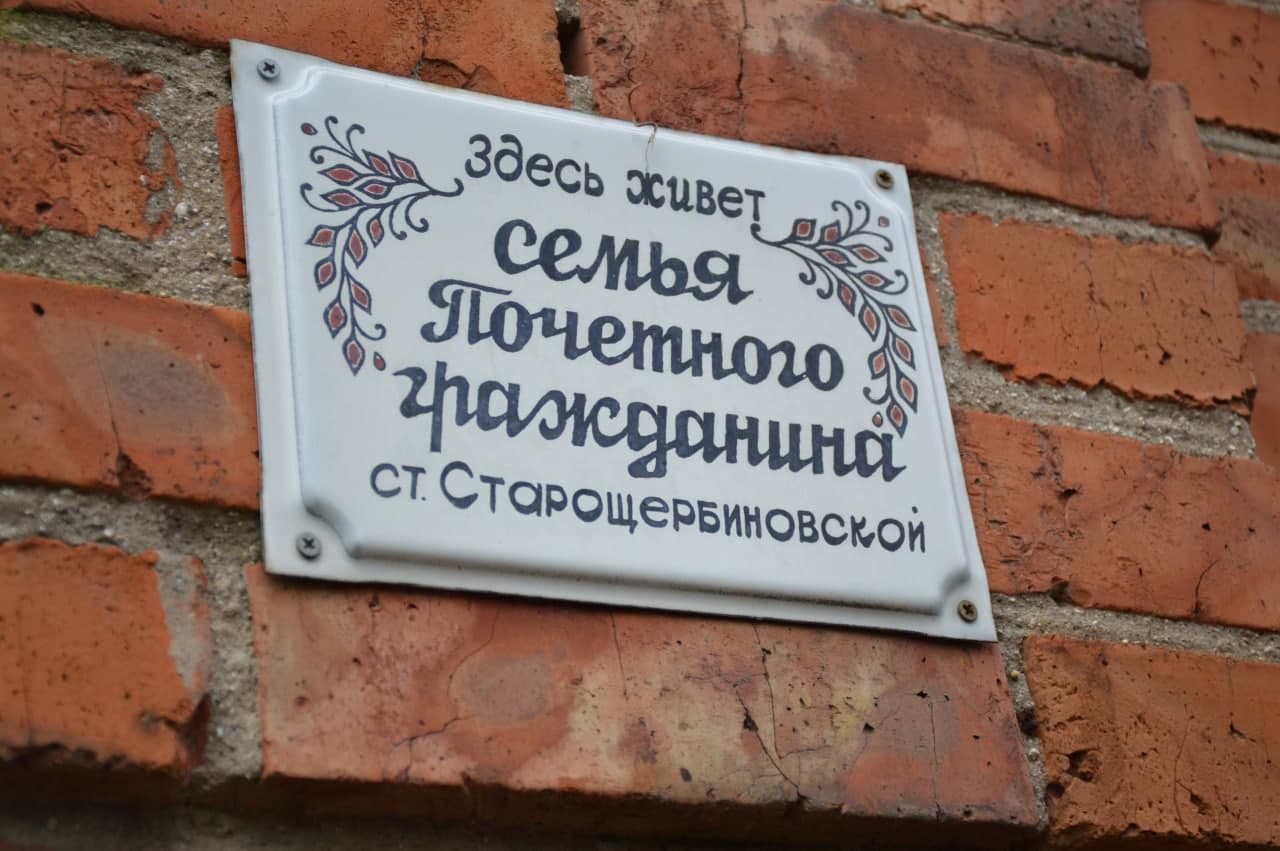 Здесь живет
семья
Почетного
гражданина
ст. Старощербиновской